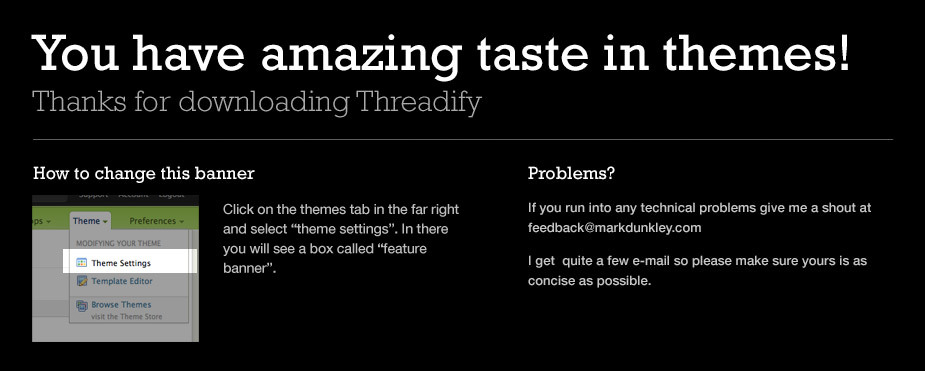 You have amazing taste in themes!
Thanks for downloading Threadify
How to change this banner
Support Account Logout
Theme Preferences
MODIFYING YOUR THEME
Theme Settings
Template Editor
Browse Themes
visit the Theme Store
Click on the themes tab in the far right
and select “theme settings”. In there
you will see a box called “feature
banner”.
Problems?
If you run into any technical problems give me a shout at
feedback@markdunkley.com
I get  quite a few e-mail so please make sure yours is as
concise as possible.